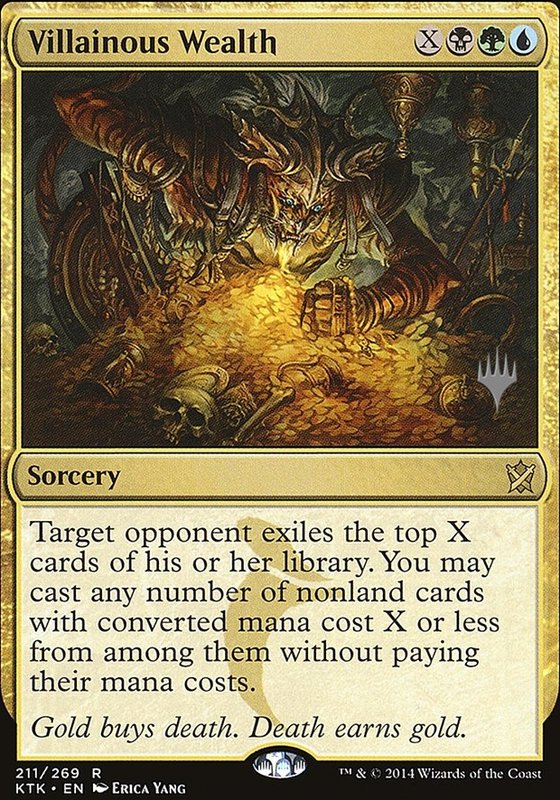 Villainous Wealth X
Sorcery
Target opponent exiles the top X
cards of his or her library. You may
cast any number of nonland cards
with converted mana cost X or less
from among them without paying
their mana costs.
Gold buys death. Death earns gold.
211/269 R
KTK • EN Erica Yang
™ & © 2014 Wizards of the Coast